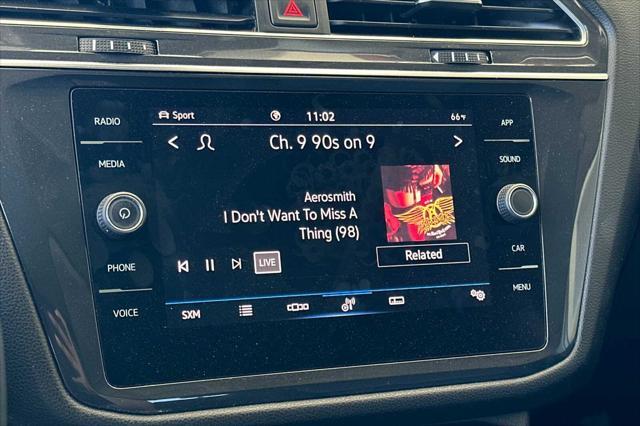 Sport 11:02 66°F
RADIO
MEDIA
PHONE
VOICE
< Ch. 9 90s on 9 >
Aerosmith
I Don't Want To Miss A
Thing (98)
LIVE
Related
SXM
APP
SOUND
CAR
MENU